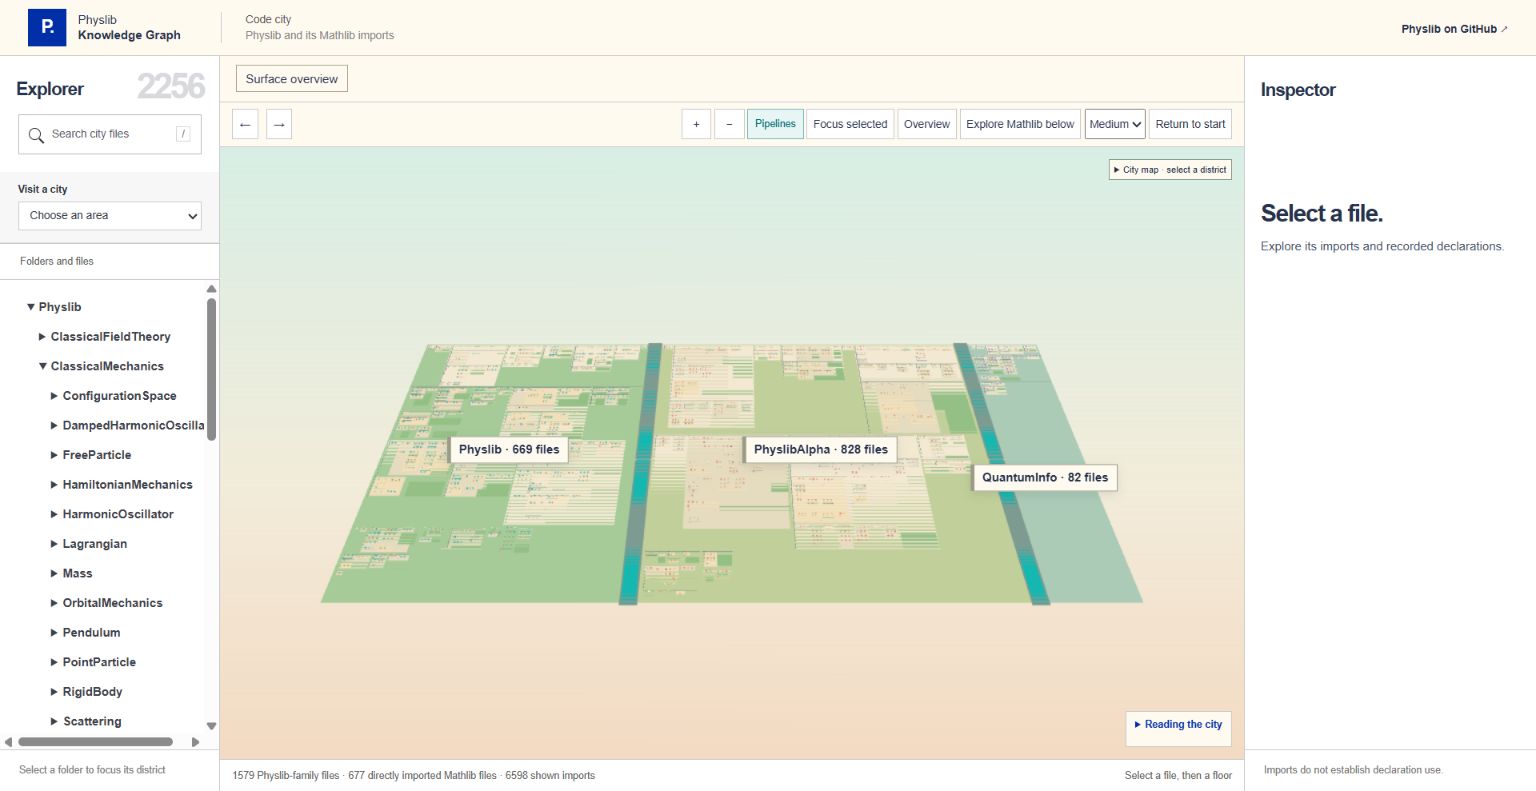 P.
Physlib
Knowledge Graph
Code city
Physlib and its Mathlib imports
Physlib on GitHub ↗
Explorer
2256
Search city files
/
Visit a city
Choose an area
Folders and files
▼ Physlib
▶ ClassicalFieldTheory
▼ ClassicalMechanics
▶ ConfigurationSpace
▶ DampedHarmonicOscilla
▶ FreeParticle
▶ HamiltonianMechanics
▶ HarmonicOscillator
▶ Lagrangian
▶ Mass
▶ OrbitalMechanics
▶ Pendulum
▶ PointParticle
▶ RigidBody
▶ Scattering
Select a folder to focus its district
Surface overview
← → + − Pipelines Focus selected Overview Explore Mathlib below Medium Return to start
▶ City map · select a district
Physlib · 669 files
PhyslibAlpha · 828 files
QuantumInfo · 82 files
▶ Reading the city
1579 Physlib-family files · 677 directly imported Mathlib files · 6598 shown imports
Select a file, then a floor
Inspector
Select a file.
Explore its imports and recorded declarations.
Imports do not establish declaration use.